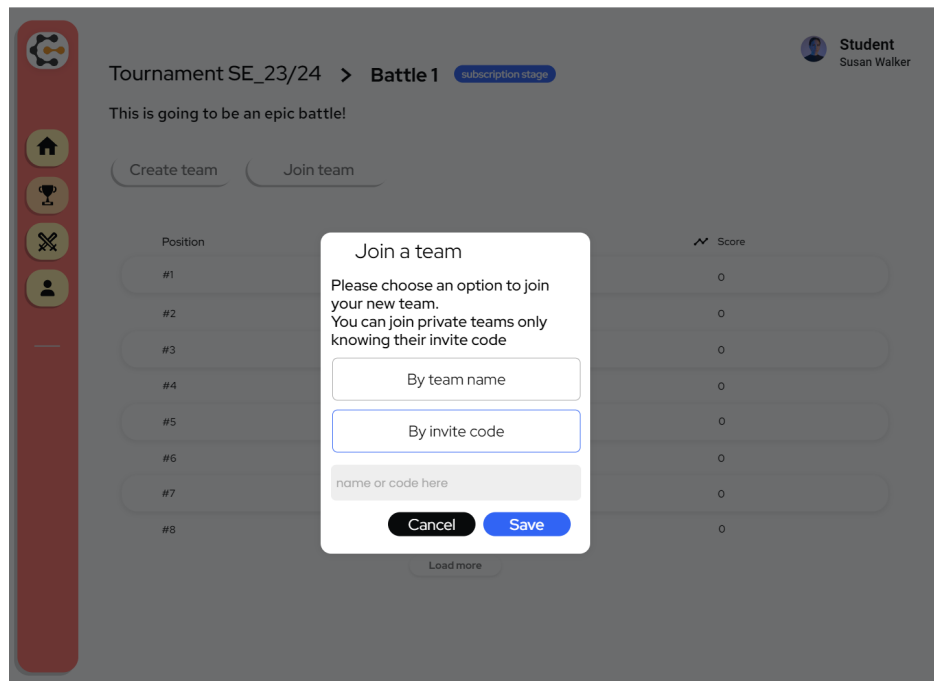 Student
Susan Walker
Tournament SE_23/24 > Battle 1 subscription stage
This is going to be an epic battle!
Create team Join team
Position Score
#1 0
#2 0
#3 0
#4 0
#5 0
#6 0
#7 0
#8 0
Join a team
Please choose an option to join
your new team.
You can join private teams only
knowing their invite code
By team name
By invite code
name or code here
Cancel Save
Load more